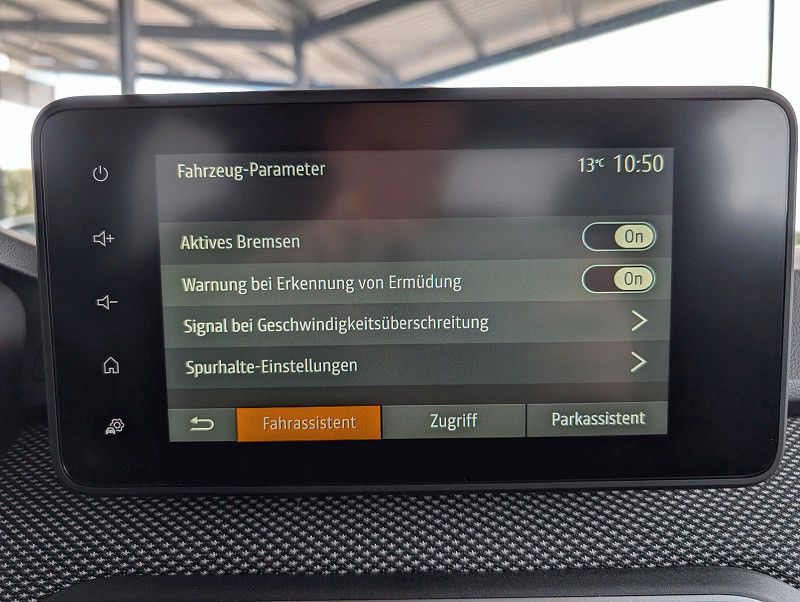 Fahrzeug-Parameter 13°C 10:50
Aktives Bremsen On
Warnung bei Erkennung von Ermüdung On
Signal bei Geschwindigkeitsüberschreitung
Spurhalte-Einstellungen
Fahrassistent Zugriff Parkassistent